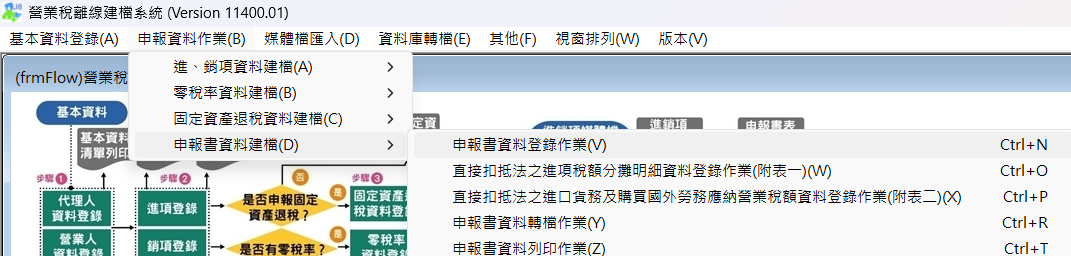 營業稅離線建檔系統 (Version 11400.01)
基本資料登錄(A) 申報資料作業(B) 媒體檔匯入(D) 資料庫轉檔(E) 其他(F) 視窗排列(W) 版本(V)
進、銷項資料建檔(A)
(frmFlow)營業稅
零稅率資料建檔(B)
固定資產退稅資料建檔(C)
申報書資料建檔(D)
基本資料
基本資料
清單列印
進銷項
申報書表
申報書資料登錄作業(V) Ctrl+N
直接扣抵法之進項稅額分攤明細資料登錄作業(附表一)(W) Ctrl+O
直接扣抵法之進口貨務及購買國外勞務應納營業稅額資料登錄作業(附表二)(X) Ctrl+P
申報書資料轉檔作業(Y) Ctrl+R
申報書資料列印作業(Z) Ctrl+T
步驟1
代理人
資料登錄
營業人
資料登錄
步驟2
進項登錄
銷項登錄
否
是否申報固定
資產退稅?
是否有零稅率?
是
是
步驟3
固定資產
稅資料登
零稅率
資料登錄